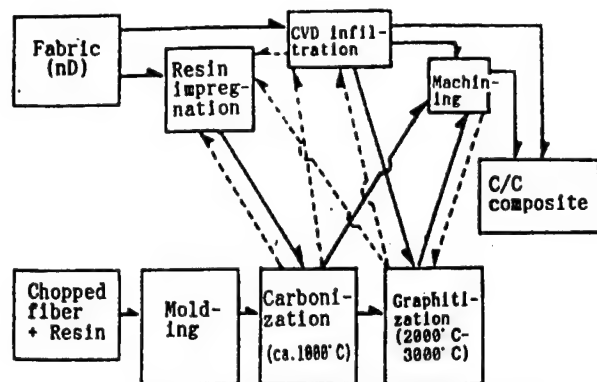 Fabric
(nD)
Resin
impreg-
nation
CVD infil-
tration
Machin-
ing
C/C
composite
Chopped
fiber
+ Resin
Mold-
ing
Carboni-
zation
(ca.1000°C)
Graphiti-
zation
(2000°C-
3000°C)